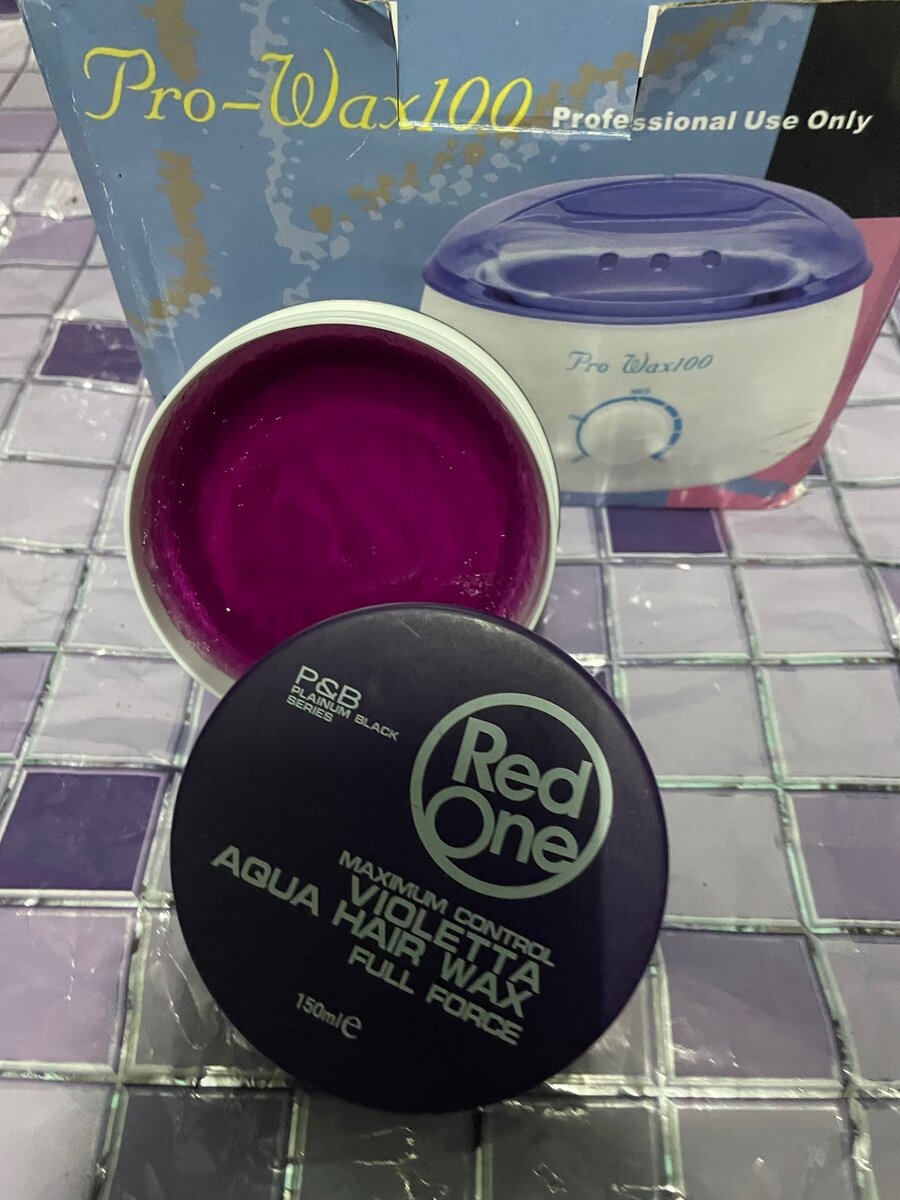 Pro-Wax100
Professional Use Only
Pro Wax100
MED
P&B
PLAINUM BLACK
SERIES
Red
One
MAXIMUM CONTROL
VIOLETTA
AQUA HAIR WAX
FULL FORCE
150ml e